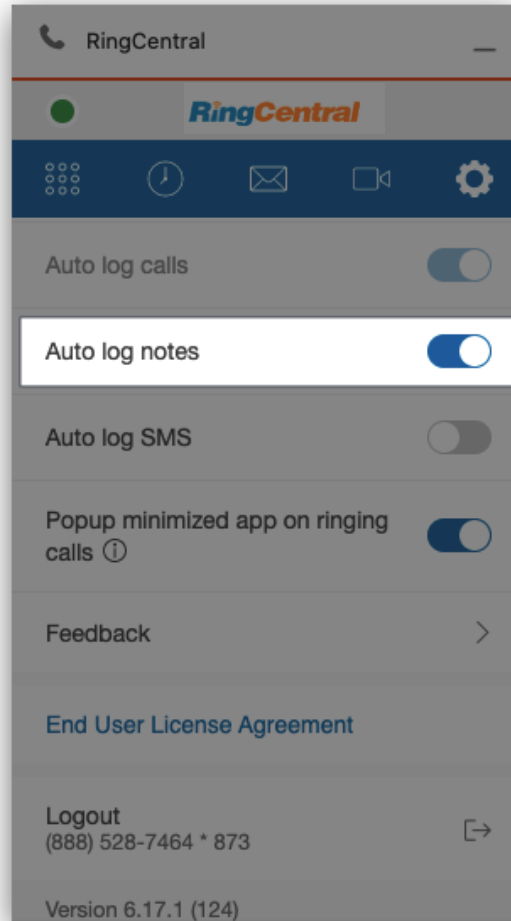 RingCentral
RingCentral
Auto log calls
Auto log notes
Auto log SMS
Popup minimized app on ringing
calls ⓘ
Feedback
End User License Agreement
Logout
(888) 528-7464 * 873
Version 6.17.1 (124)